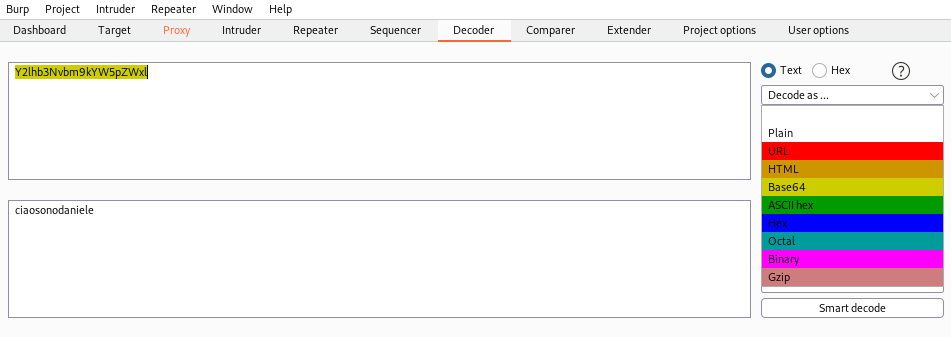 Burp Project Intruder Repeater Window Help
Dashboard Target Proxy Intruder Repeater Sequencer Decoder Comparer Extender Project options User options
Y2lhb3Nvbm9kYW5pZWxl
Text Hex ?
Decode as ...
Plain
URL
HTML
Base64
ASCII hex
Hex
Octal
Binary
Gzip
ciaosonodaniele
Smart decode